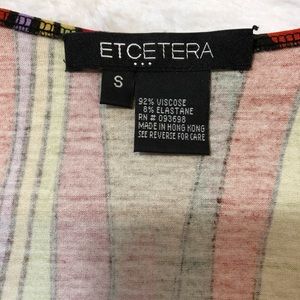 ETCETERA
S
92% VISCOSE
8% ELASTANE
RN # 093698
MADE IN HONG KONG
SEE REVERSE FOR CARE